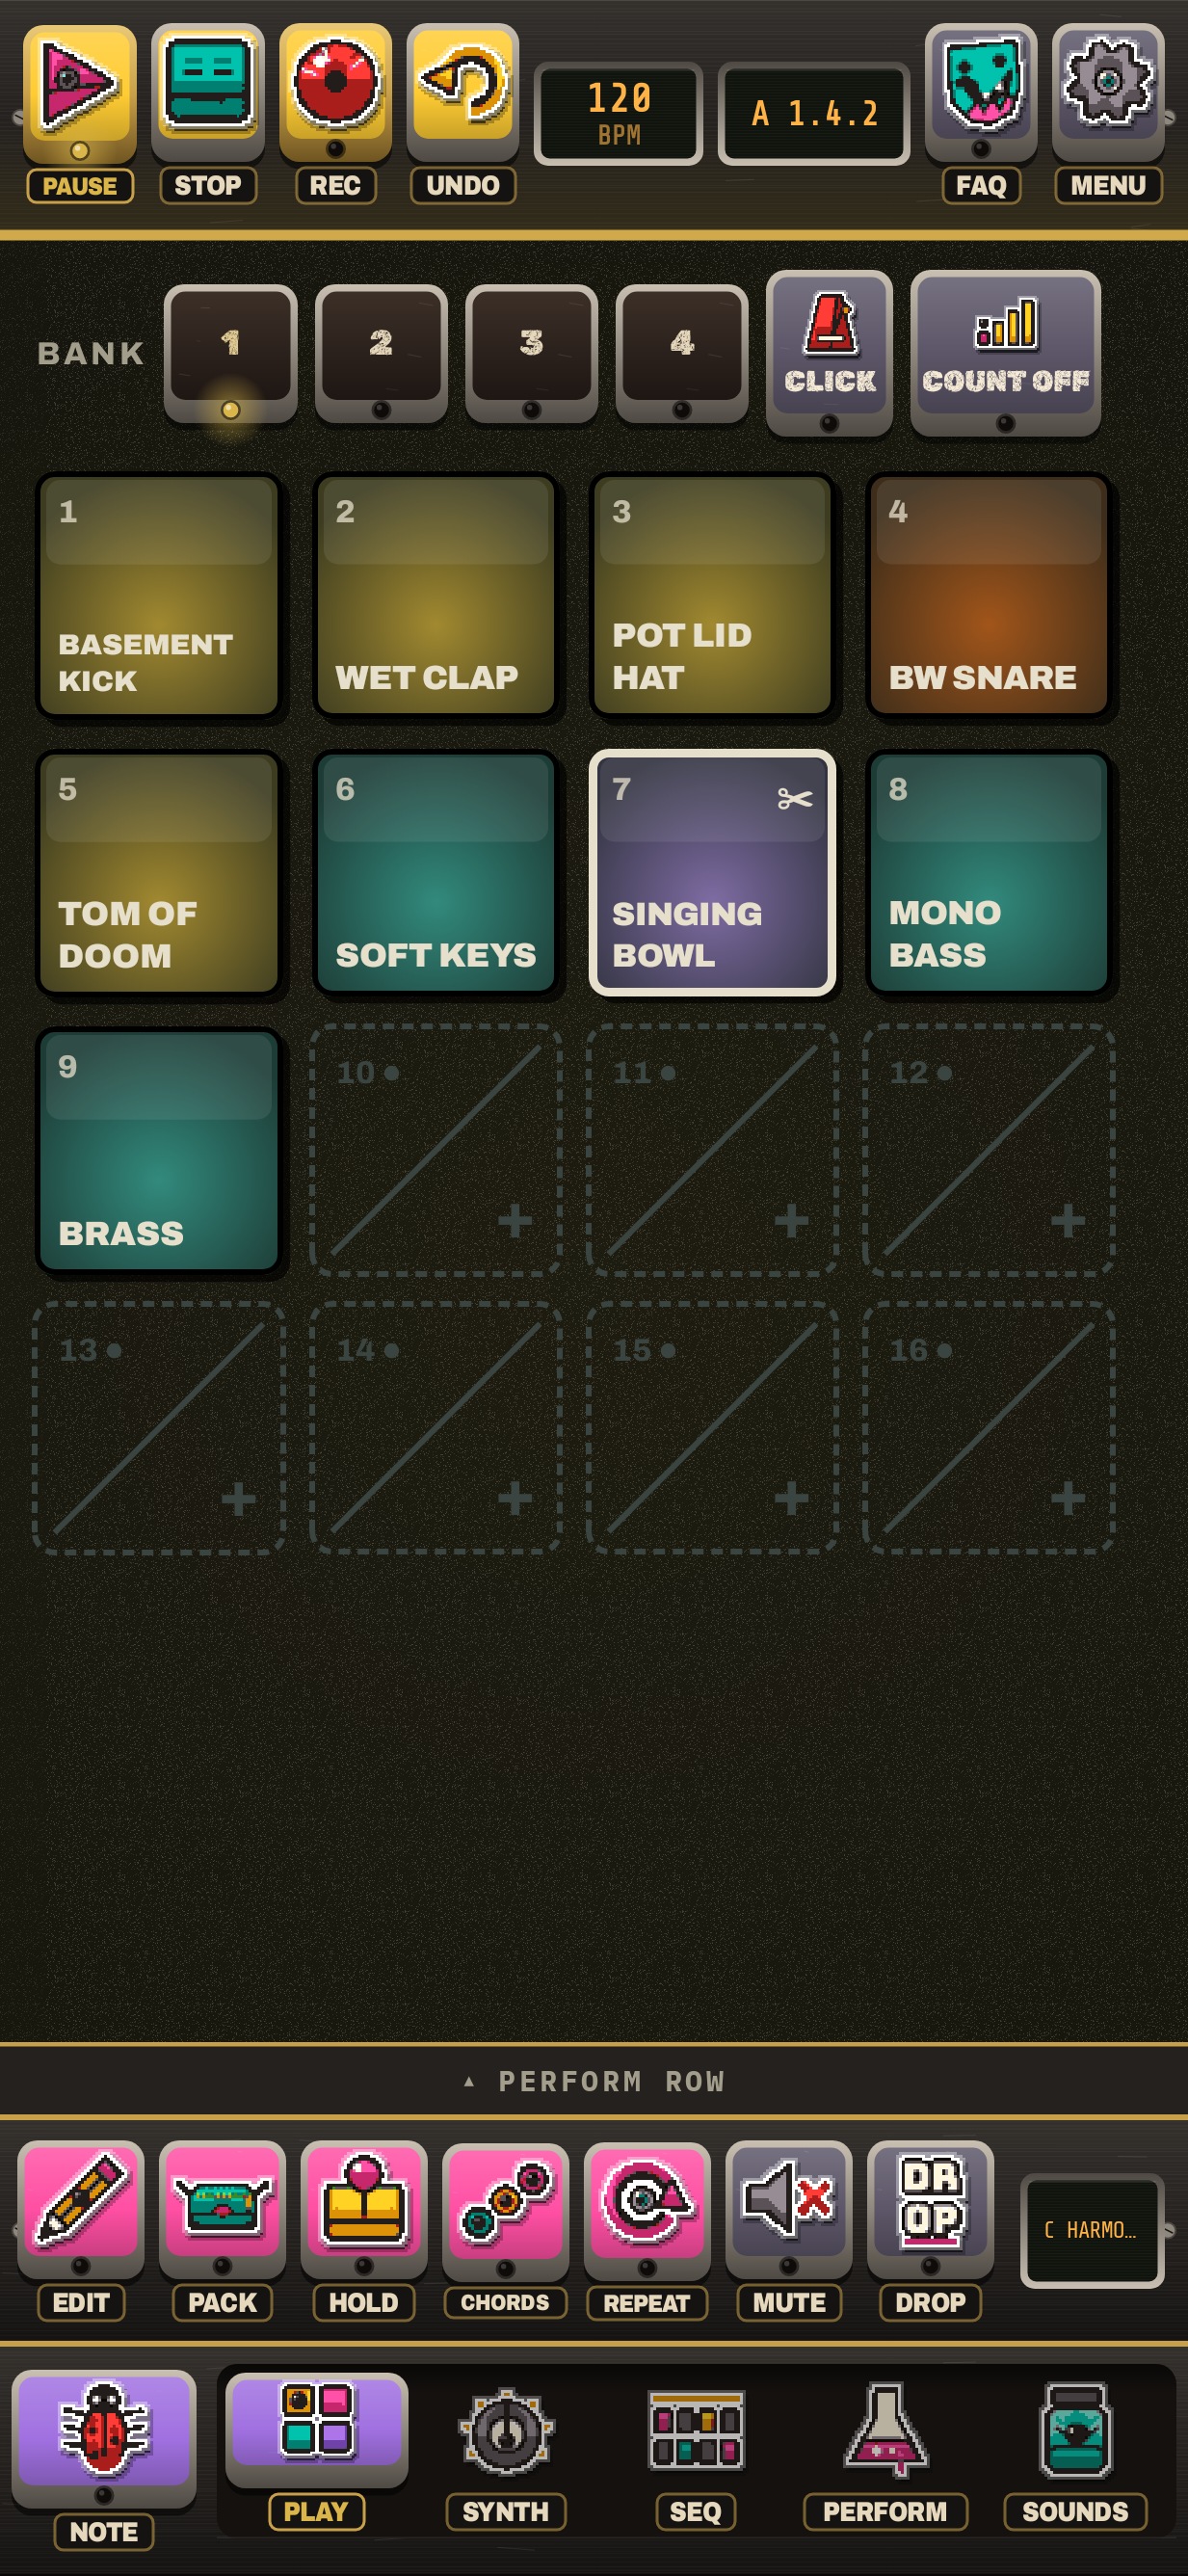 120
BPM
A 1.4.2
PAUSE
STOP
REC
UNDO
FAQ
MENU
BANK
1
2
3
4
CLICK
COUNT OFF
1
BASEMENT
KICK
2
WET CLAP
3
POT LID
HAT
4
BW SNARE
5
TOM OF
DOOM
6
SOFT KEYS
7
SINGING
BOWL
8
MONO
BASS
9
BRASS
10
11
12
13
14
15
16
▲ PERFORM ROW
DR
OP
C HARMO…
EDIT
PACK
HOLD
CHORDS
REPEAT
MUTE
DROP
NOTE
PLAY
SYNTH
SEQ
PERFORM
SOUNDS